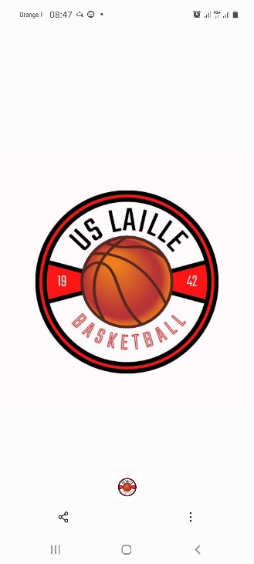 Orange F 08:47
US LAILLE
19 42
BASKETBALL